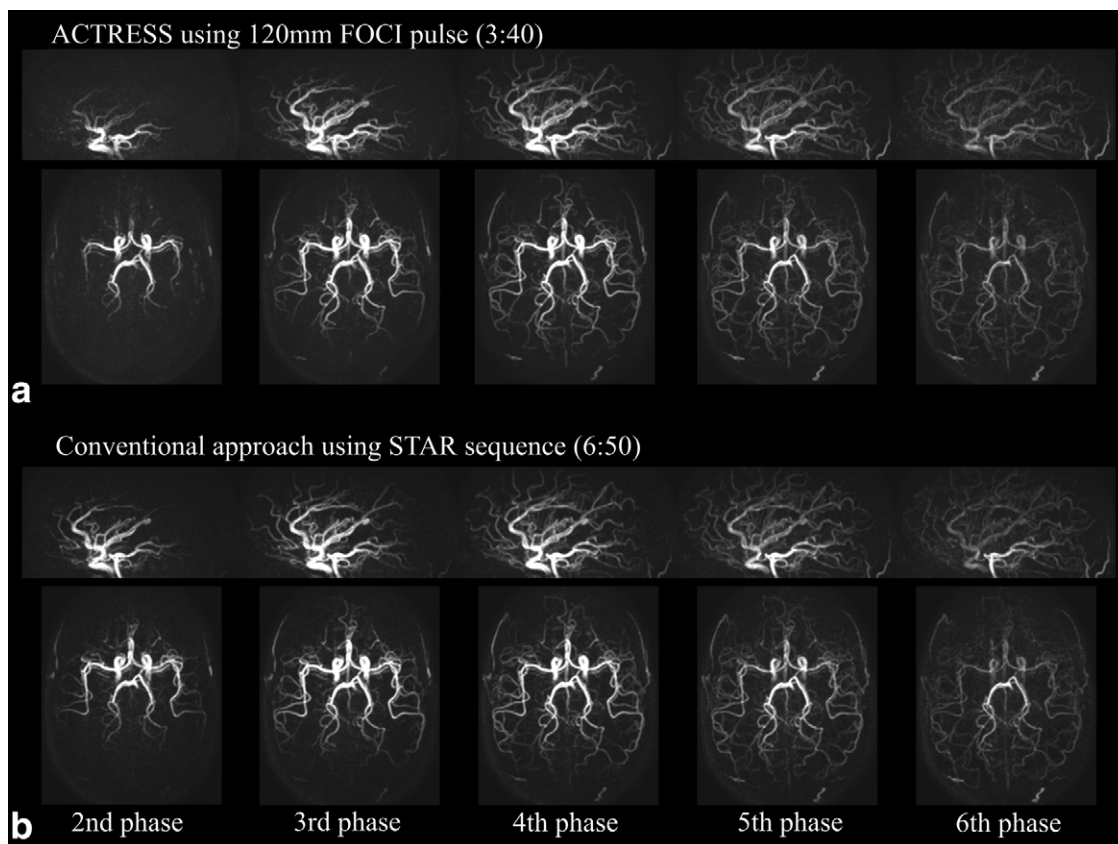 ACTRESS using 120mm FOCI pulse (3:40)
a
Conventional approach using STAR sequence (6:50)
b
2nd phase 3rd phase 4th phase 5th phase 6th phase